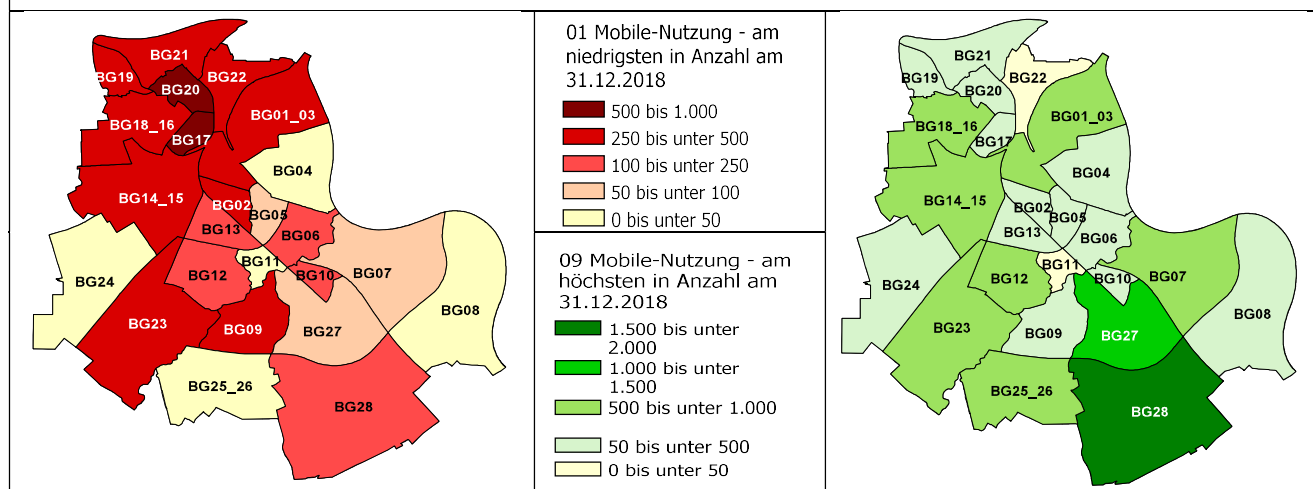 BG21
BG19
BG22
BG20
BG01_03
BG18_16
BG17
BG04
BG14_15
BG02
BG05
BG13
BG06
BG11
BG12
BG10
BG07
BG24
BG08
BG23
BG09
BG27
BG25_26
BG28
01 Mobile-Nutzung - am
niedrigsten in Anzahl am
31.12.2018
500 bis 1.000
250 bis unter 500
100 bis unter 250
50 bis unter 100
0 bis unter 50
09 Mobile-Nutzung - am
höchsten in Anzahl am
31.12.2018
1.500 bis unter
2.000
1.000 bis unter
1.500
500 bis unter 1.000
50 bis unter 500
0 bis unter 50
BG21
BG19
BG22
BG20
BG01_03
BG18_16
BG17
BG04
BG14_15
BG02
BG05
BG13
BG06
BG11
BG12
BG10
BG07
BG24
BG08
BG23
BG09
BG27
BG25_26
BG28